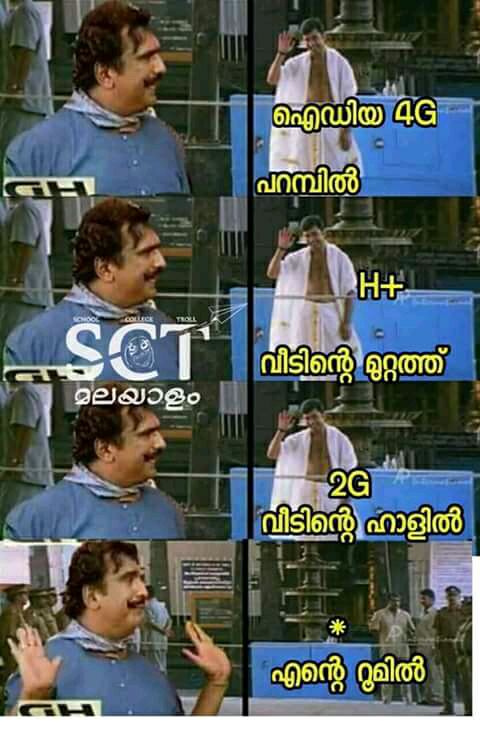 ഐഡിയ 4G
പറമ്പിൽ
H+
SCHOOL COLLEGE TROLL
SCT
മലയാളം
വീടിന്റെ മുറ്റത്ത്
2G
വീടിന്റെ ഹാളിൽ
*
എന്റെ റൂമിൽ